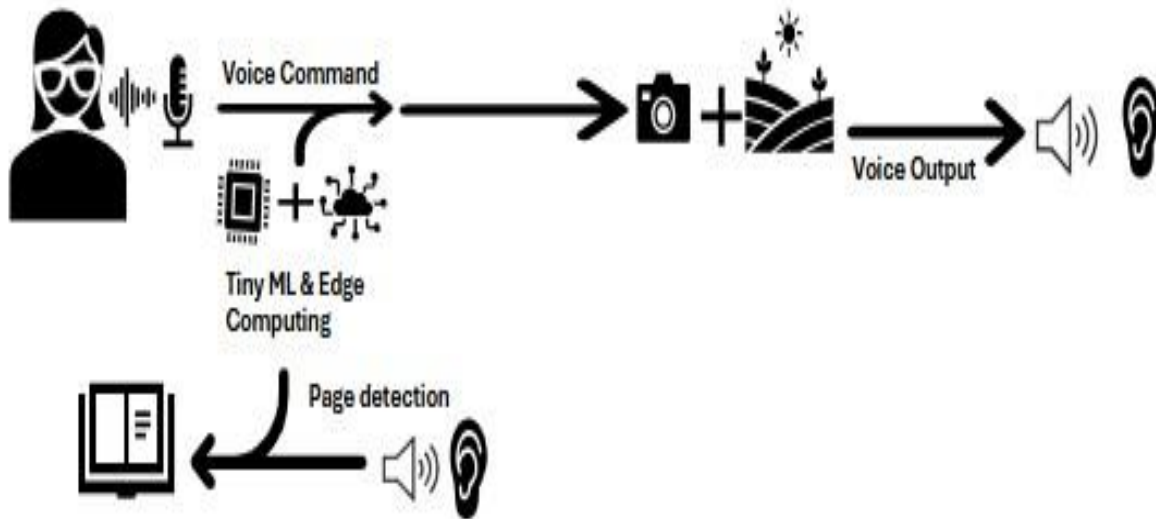 Voice Command
Voice Output
Tiny ML & Edge
Computing
Page detection